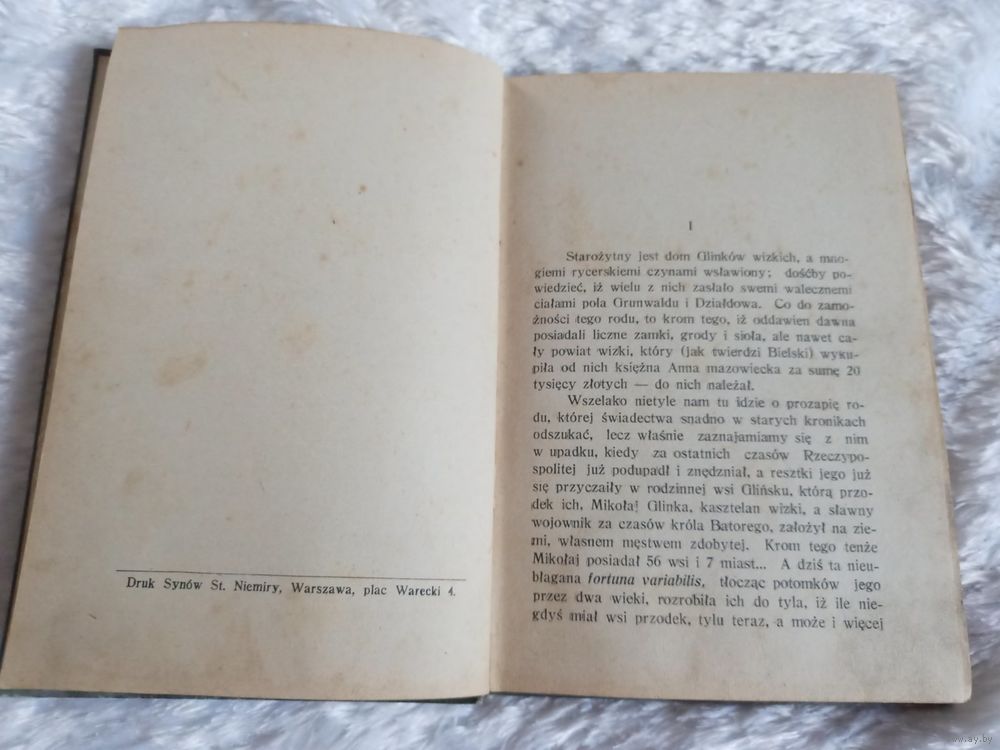 Druk Synów St. Niemiry, Warszawa, plac Warecki 4.
I
Starożytny jest dom Glinków wizkich, a mno-
giemi rycerskiemi czynami wsławiony; dośćby po-
wiedzieć, iż wielu z nich zasłało swemi walecznemi
ciałami pola Grunwaldu i Działdowa. Co do zamo-
żności tego rodu, to krom tego, iż oddawien dawna
posiadali liczne zamki, grody i sioła, ale nawet ca-
ły powiat wizki, który (jak twierdzi Bielski) wyku-
piła od nich księżna Anna mazowiecka za sumę 20
tysięcy złotych — do nich należał.
Wszelako nietyle nam tu idzie o prozapię ro-
du, której świadectwa snadno w starych kronikach
odszukać, lecz właśnie zaznajamiamy się z nim
w upadku, kiedy za ostatnich czasów Rzeczypo-
spolitej już podupadł i znędzniał, a resztki jego już
się przyczaiły w rodzinnej wsi Glińsku, którą przo-
dek ich, Mikołaj Glinka, kasztelan wizki, a sławny
wojownik za czasów króla Batorego, założył na zie-
mi, własnem męstwem zdobytej. Krom tego tenże
Mikołaj posiadał 56 wsi i 7 miast... A dziś ta nieu-
błagana fortuna variabilis, tłocząc potomków jego
przez dwa wieki, rozrobiła ich do tyla, iż ile nie-
gdyś miał wsi przodek, tylu teraz, a może i więcej
www.ay.by